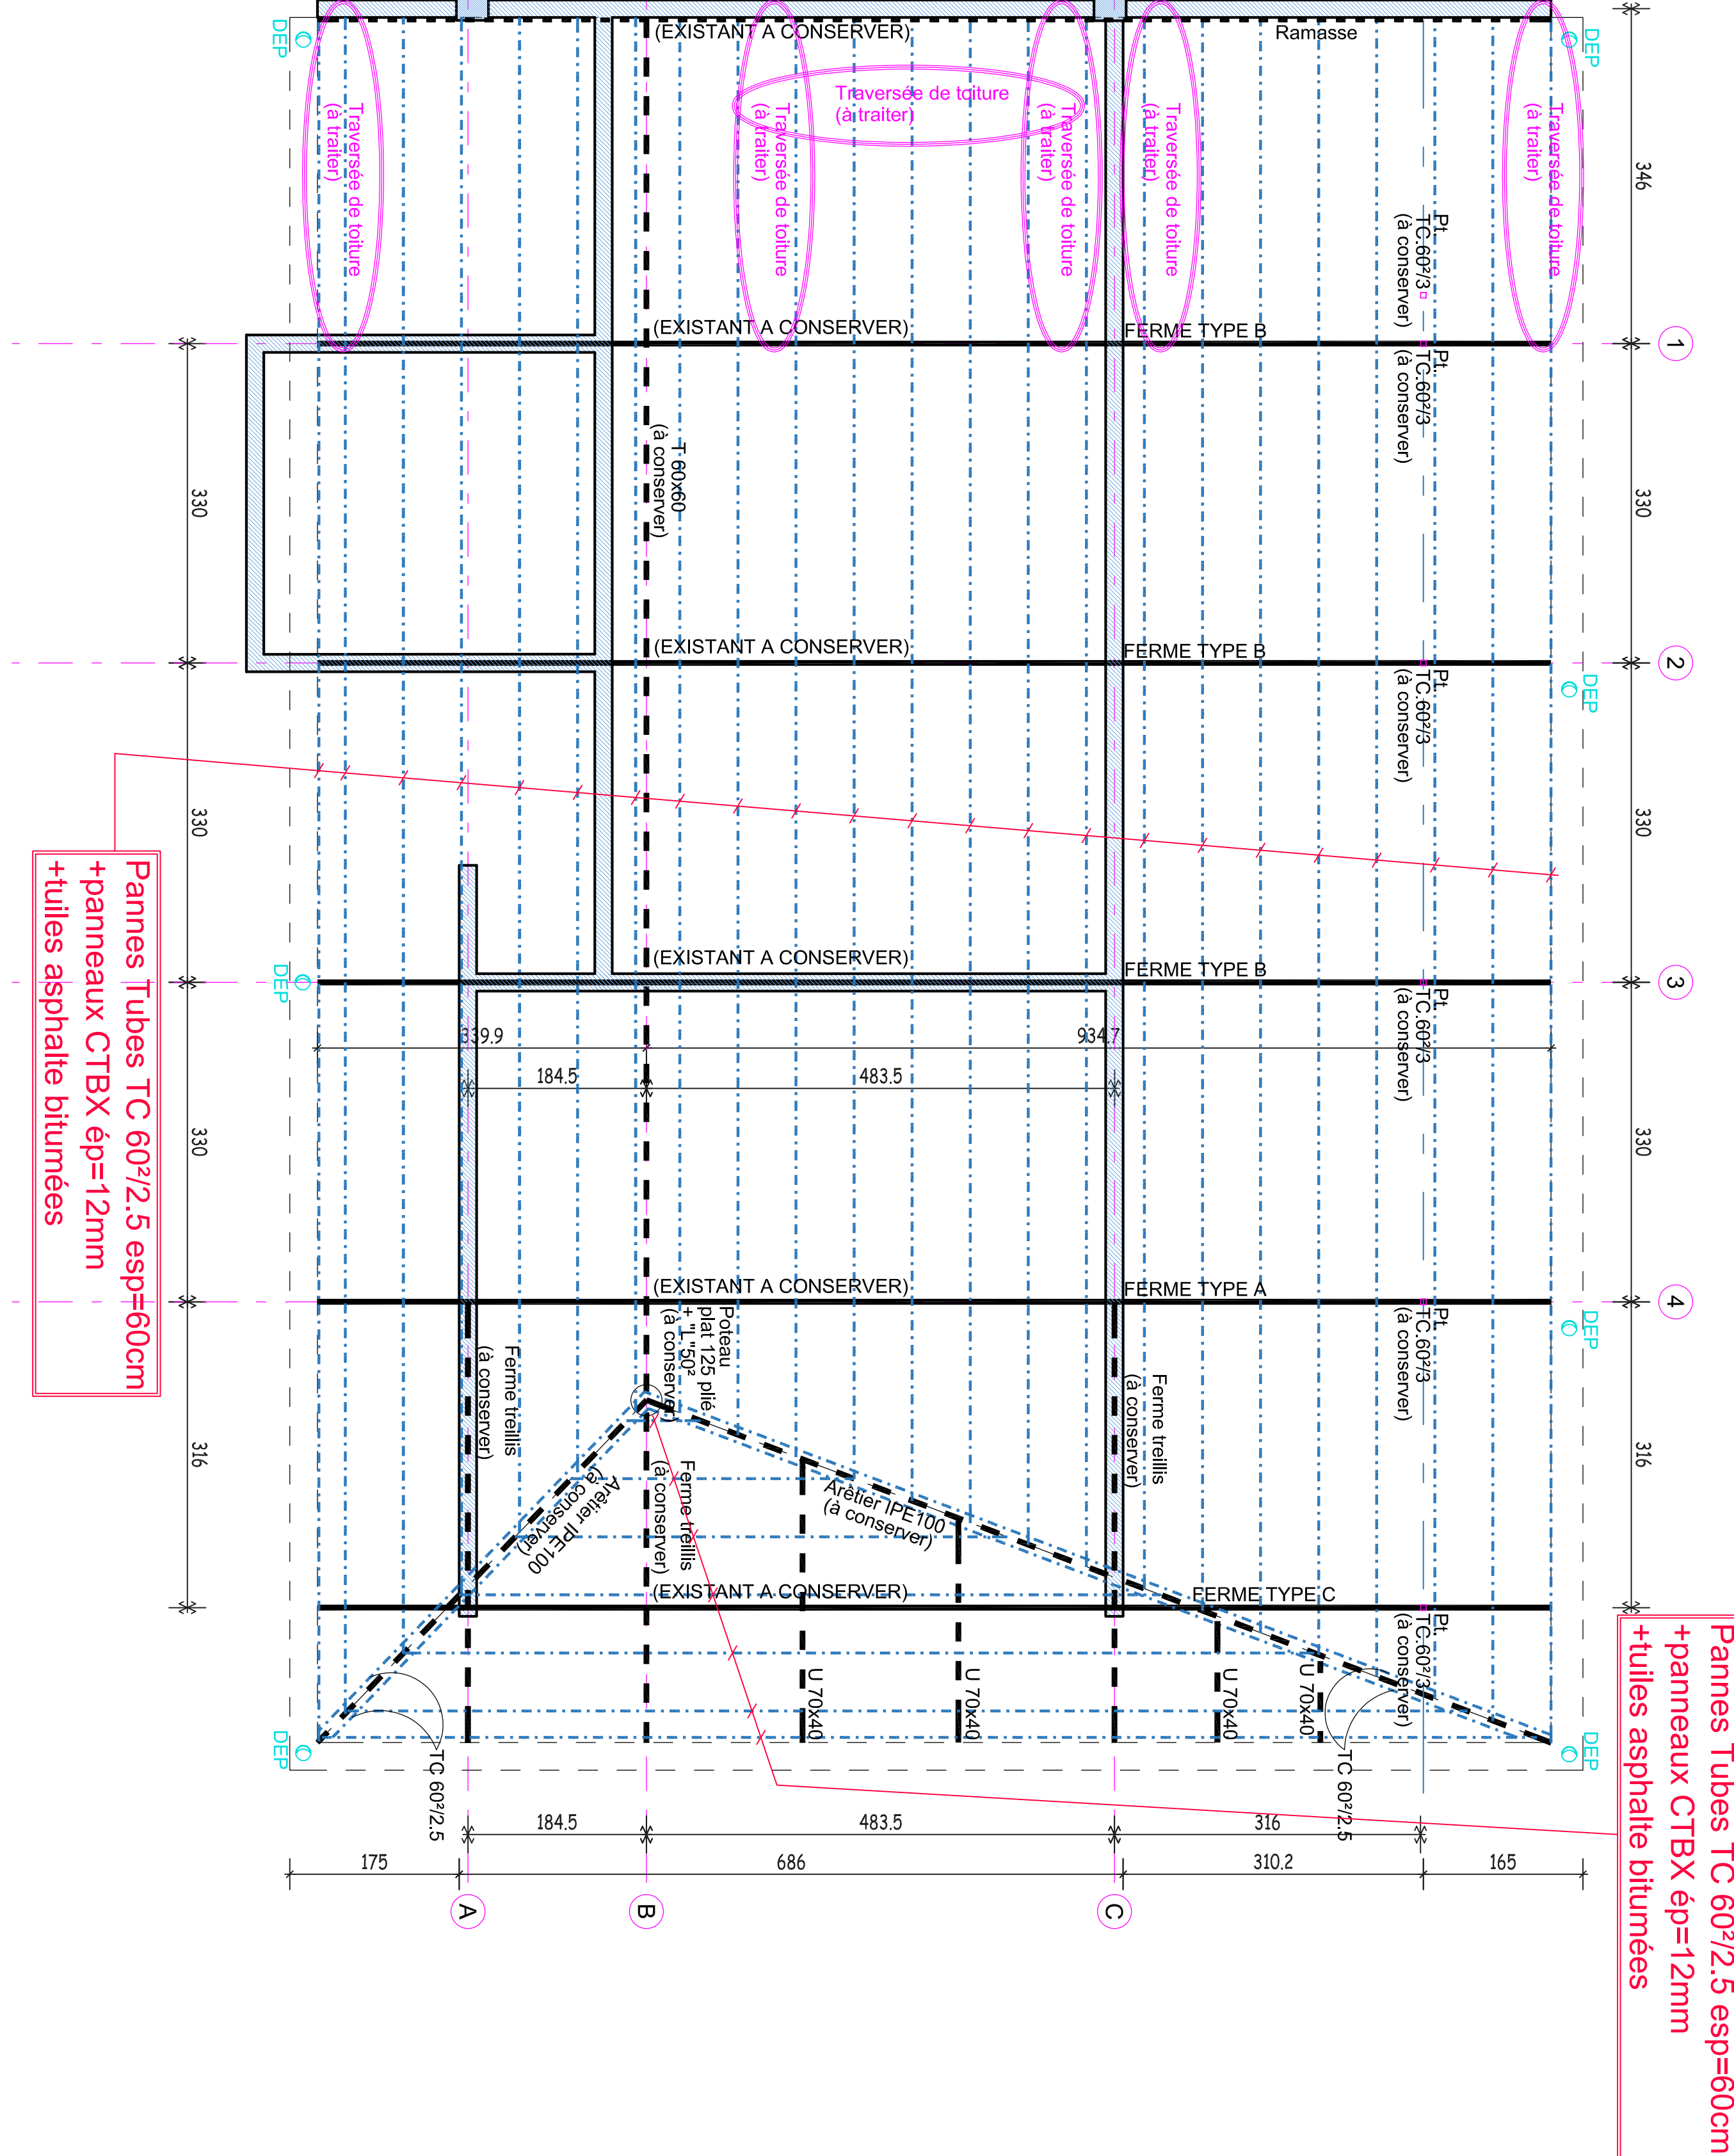 DEP
(EXISTANT A CONSERVER)
Ramasse
DEP
Traversée de toiture
(à traiter)
Traversée de toiture
(à traiter)
Traversée de toiture
(à traiter)
Traversée de toiture
(à traiter)
Traversée de toiture
(à traiter)
Traversée de toiture
(à traiter)
346
Pt.
TC.60²/3
(à conserver)
(EXISTANT A CONSERVER)
FERME TYPE B
1
Pt.
TC.60²/3
(à conserver)
T 60x60
(à conserver)
330
330
(EXISTANT A CONSERVER)
FERME TYPE B
2
Pt.
TC.60²/3
(à conserver)
DEP
330
330
(EXISTANT A CONSERVER)
FERME TYPE B
3
DEP
Pt.
TC.60²/3
(à conserver)
339.9
934.7
184.5
483.5
330
330
Pannes Tubes TC 60²/2.5 esp=60cm
+panneaux CTBX ép=12mm
+tuiles asphalte bitumées
(EXISTANT A CONSERVER)
FERME TYPE A
4
Pt.
TC.60²/3
(à conserver)
DEP
Poteau
plat 125 plié
+ "L"50²
(à conserver)
Ferme treillis
(à conserver)
Ferme treillis
(à conserver)
Ferme treillis
(à conserver)
Arêtier IPE100
(à conserver)
Arêtier IPE100
(à conserver)
316
316
(EXISTANT A CONSERVER)
FERME TYPE C
Pt.
TC.60²/3
(à conserver)
U 70x40
U 70x40
U 70x40
U 70x40
DEP
DEP
TC 60²/2.5
TC 60²/2.5
Pannes Tubes TC 60²/2.5 esp=60cm
+panneaux CTBX ép=12mm
+tuiles asphalte bitumées
184.5
483.5
316
175
686
310.2
165
A
B
C